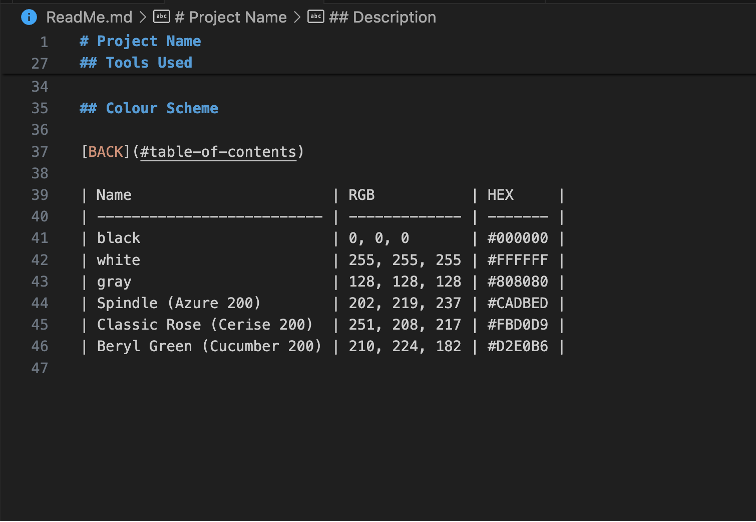 ReadMe.md > # Project Name > ## Description
1 # Project Name
27 ## Tools Used
34
35 ## Colour Scheme
36
37 [BACK](#table-of-contents)
38
39 | Name                       | RGB           | HEX     |
40 | -------------------------- | ------------- | ------- |
41 | black                      | 0, 0, 0       | #000000 |
42 | white                      | 255, 255, 255 | #FFFFFF |
43 | gray                       | 128, 128, 128 | #808080 |
44 | Spindle (Azure 200)        | 202, 219, 237 | #CADBED |
45 | Classic Rose (Cerise 200)  | 251, 208, 217 | #FBD0D9 |
46 | Beryl Green (Cucumber 200) | 210, 224, 182 | #D2E0B6 |
47